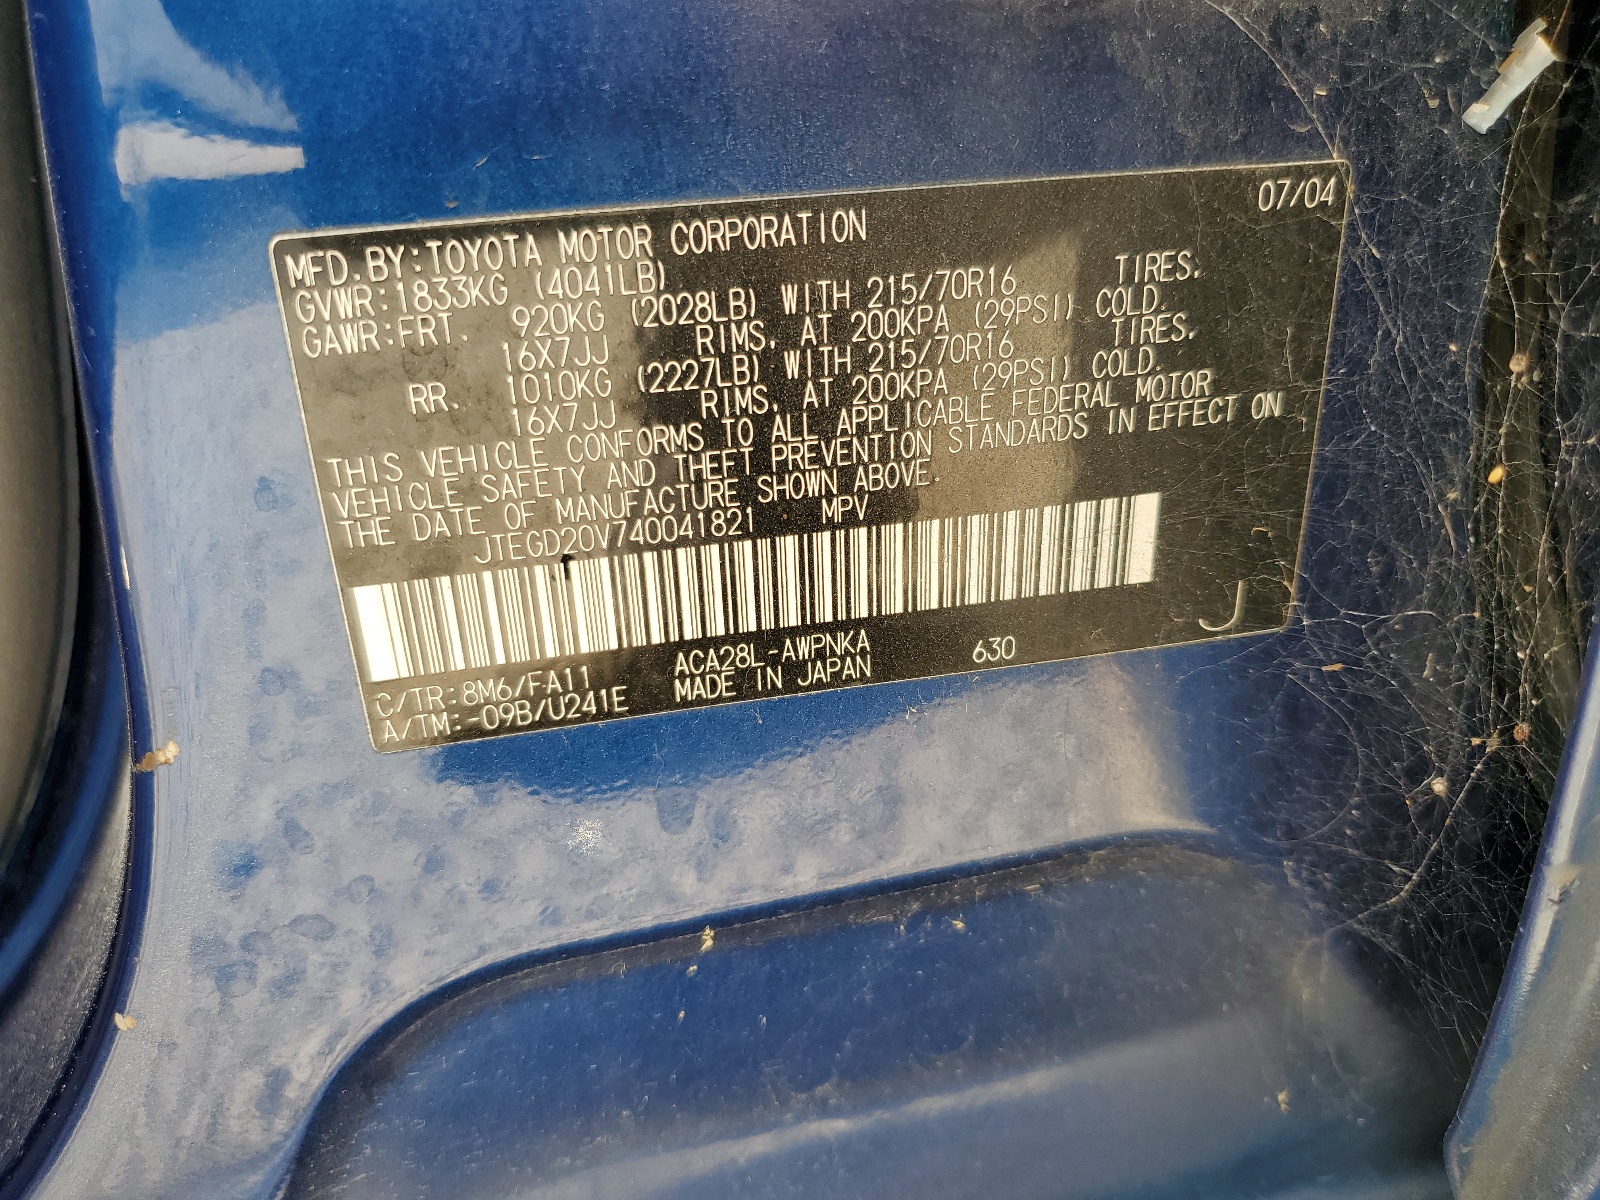 07/04
MFD.BY:TOYOTA MOTOR CORPORATION
GVWR:1833KG (4041LB)
GAWR:FRT. 920KG (2028LB) WITH 215/70R16 TIRES,
16X7JJ RIMS, AT 200KPA (29PSI) COLD.
RR. 1010KG (2227LB) WITH 215/70R16 TIRES,
16X7JJ RIMS, AT 200KPA (29PSI) COLD.
THIS VEHICLE CONFORMS TO ALL APPLICABLE FEDERAL MOTOR
VEHICLE SAFETY AND THEFT PREVENTION STANDARDS IN EFFECT ON
THE DATE OF MANUFACTURE SHOWN ABOVE.
JTEGD20V740041821 MPV
C/TR:8M6/FA11 ACA28L-AWPNKA 630
A/TM:-09B/U241E MADE IN JAPAN
J